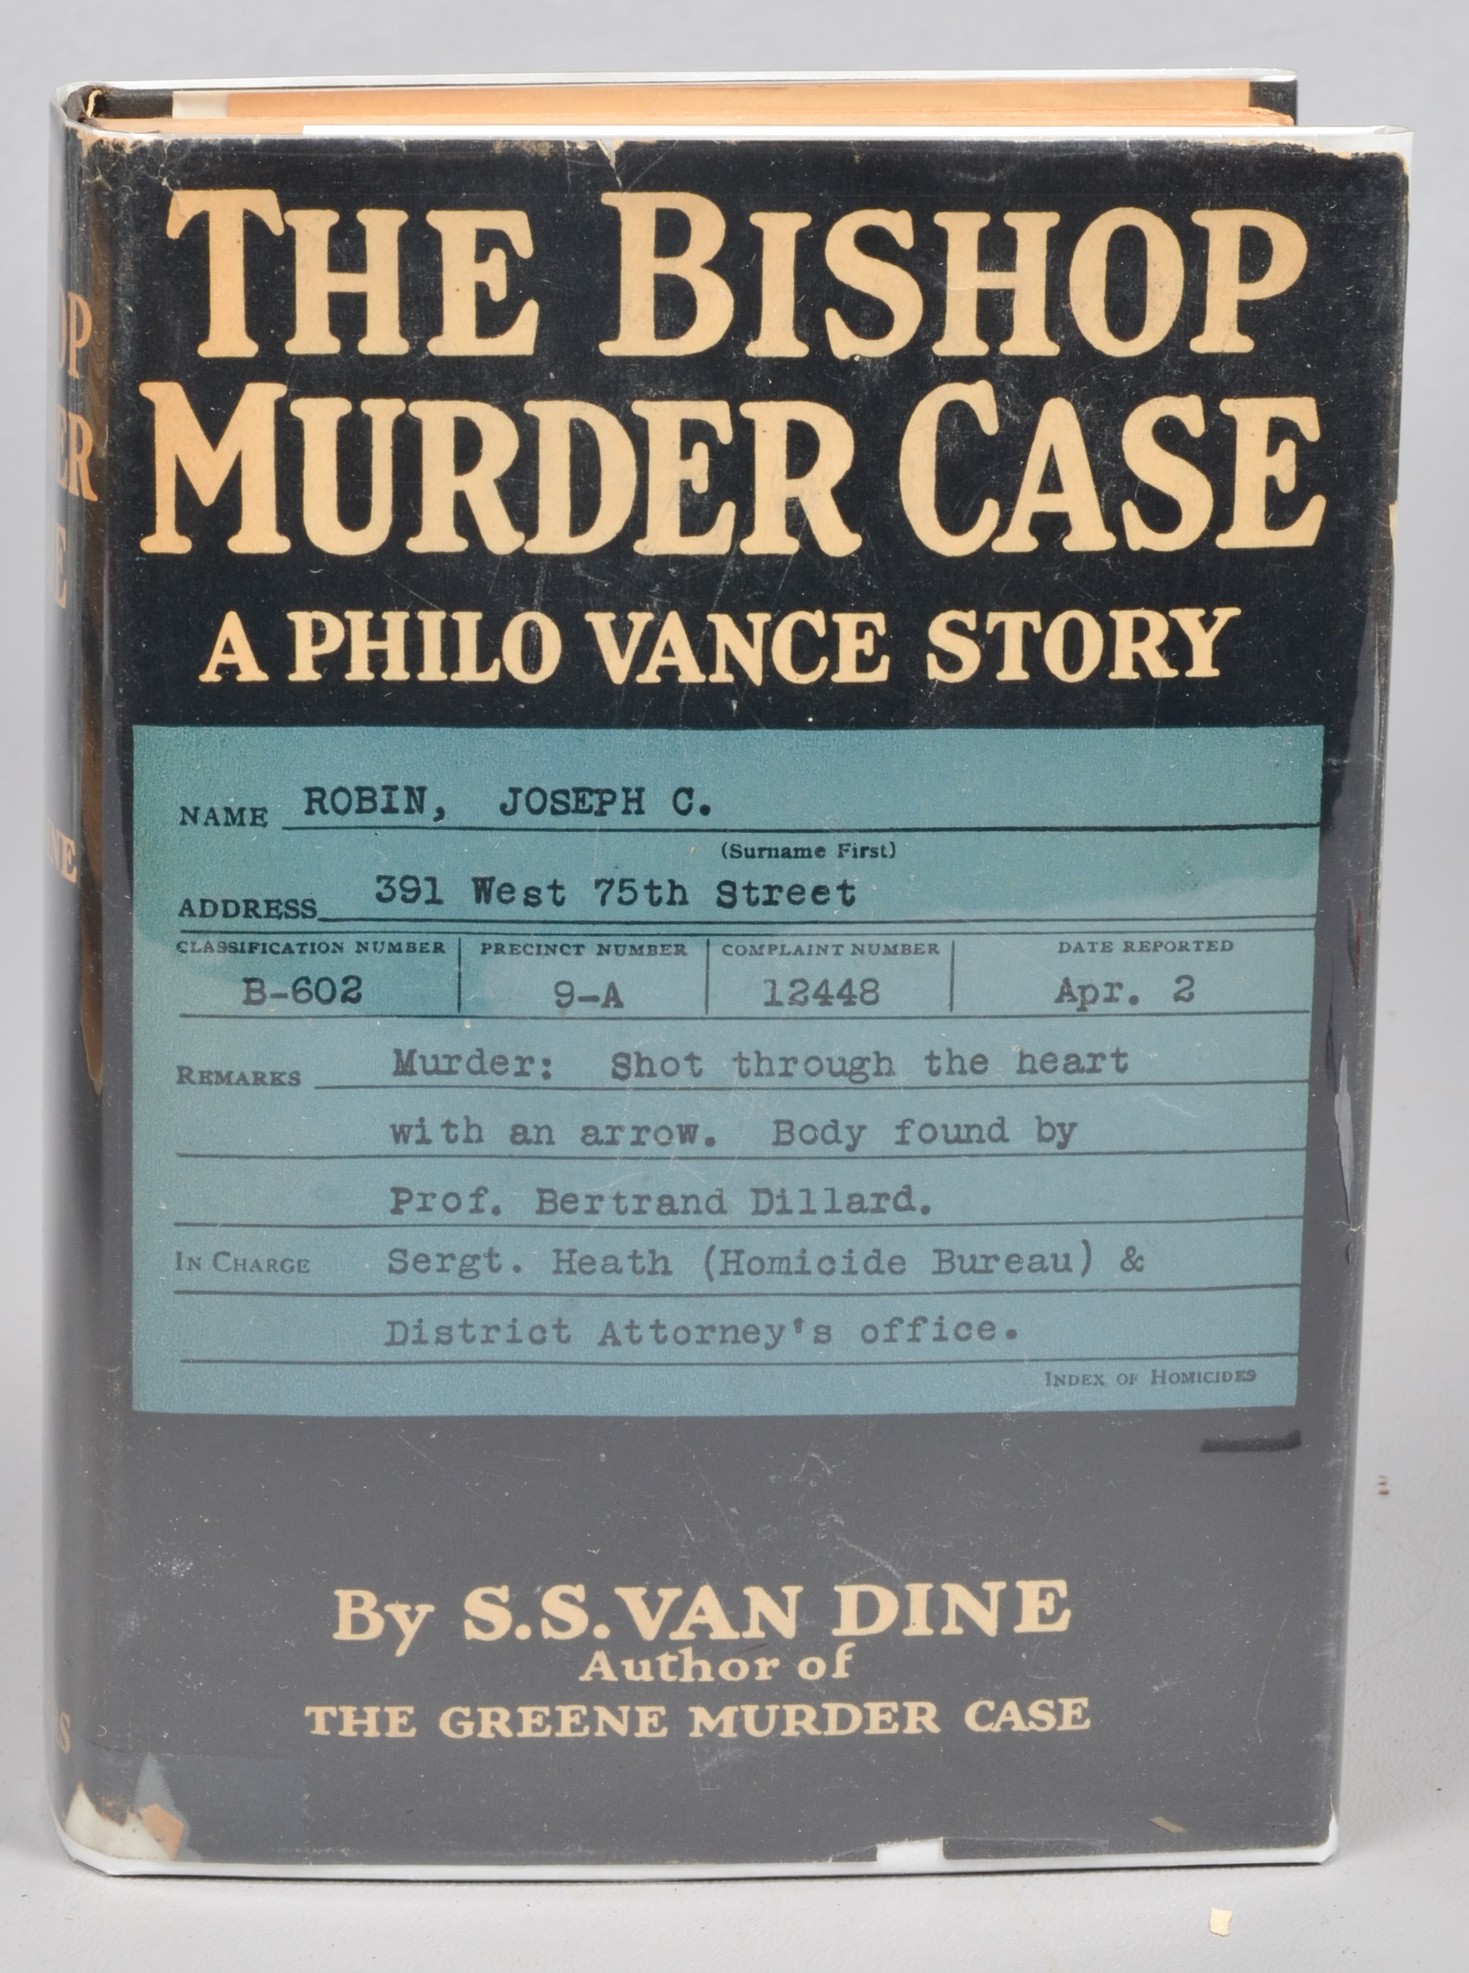 THE BISHOP
MURDER CASE
A PHILO VANCE STORY
NAME ROBIN, JOSEPH C.
(Surname First)
ADDRESS 391 West 75th Street
CLASSIFICATION NUMBER PRECINCT NUMBER COMPLAINT NUMBER DATE REPORTED
B-602 9-A 12448 Apr. 2
REMARKS Murder: Shot through the heart
with an arrow. Body found by
Prof. Bertrand Dillard.
IN CHARGE Sergt. Heath (Homicide Bureau) &
District Attorney's office.
INDEX OF HOMICIDES
By S.S. VAN DINE
Author of
THE GREENE MURDER CASE